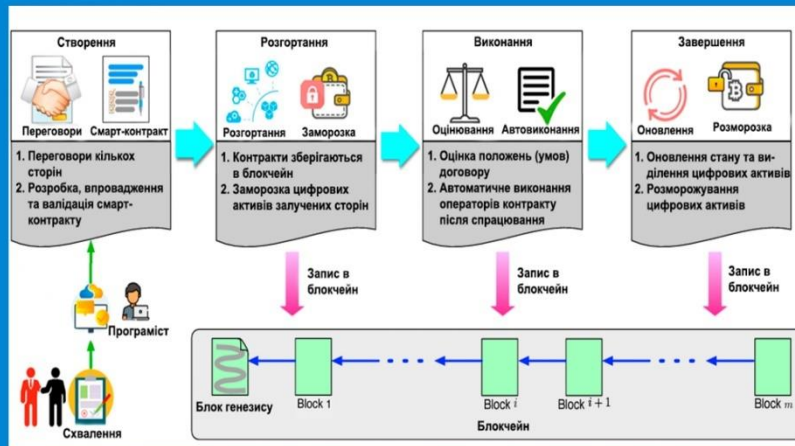 Створення
Переговори Смарт-контракт
1. Переговори кількох
сторін
2. Розробка, впровадження
та валідація смарт-
контракту
Розгортання
Розгортання Заморозка
1. Контракти зберігаються
в блокчейн
2. Заморозка цифрових
активів залучених сторін
Виконання
Оцінювання Автовиконання
1. Оцінка положень (умов)
договору
2. Автоматичне виконання
операторів контракту
після спрацювання
Завершення
Оновлення Розморозка
1. Оновлення стану та ви-
ділення цифрових активів
2. Розморожування
цифрових активів
Запис в
блокчейн
Запис в
блокчейн
Запис в
блокчейн
Програміст
Схвалення
Блок генезису
Block 1
Block i
Block i + 1
Block m
Блокчейн